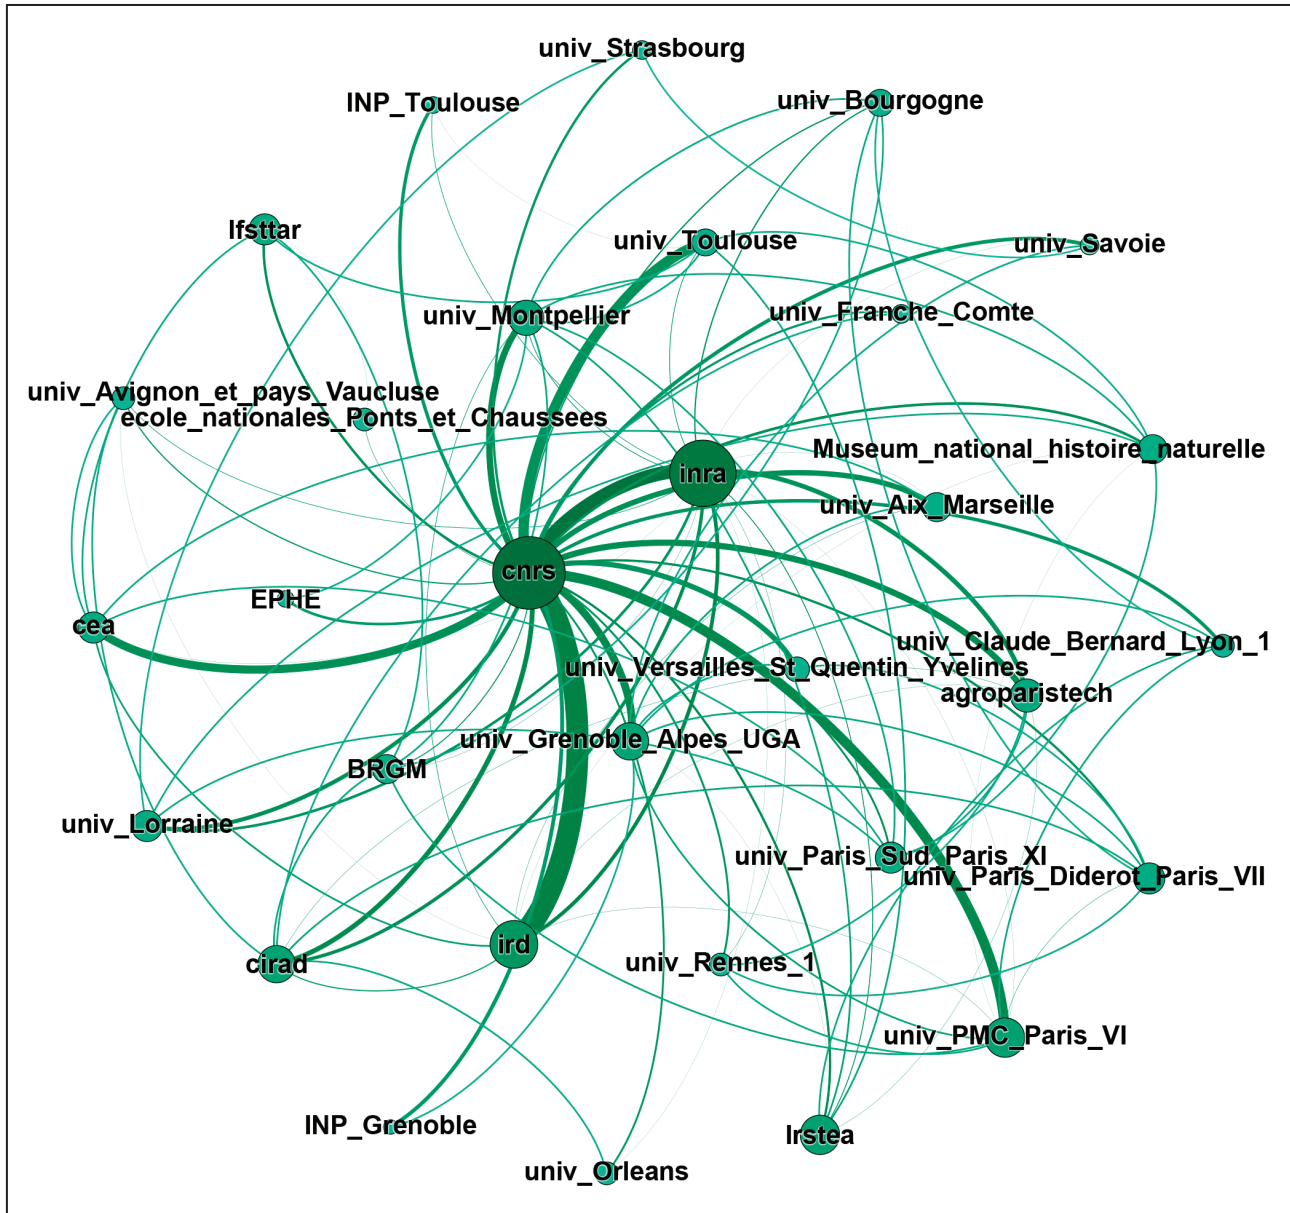 univ_Strasbourg
INP_Toulouse
univ_Bourgogne
Ifsttar
univ_Toulouse
univ_Savoie
univ_Montpellier
univ_Franche_Comte
univ_Avignon_et_pays_Vaucluse
ecole_nationales_Ponts_et_Chaussees
Museum_national_histoire_naturelle
inra
univ_Aix_Marseille
cnrs
EPHE
cea
univ_Claude_Bernard_Lyon_1
univ_Versailles_St_Quentin_Yvelines
agroparistech
univ_Grenoble_Alpes_UGA
BRGM
univ_Lorraine
univ_Paris_Sud_Paris_XI
univ_Paris_Diderot_Paris_VII
ird
cirad
univ_Rennes_1
univ_PMC_Paris_VI
INP_Grenoble
Irstea
univ_Orleans